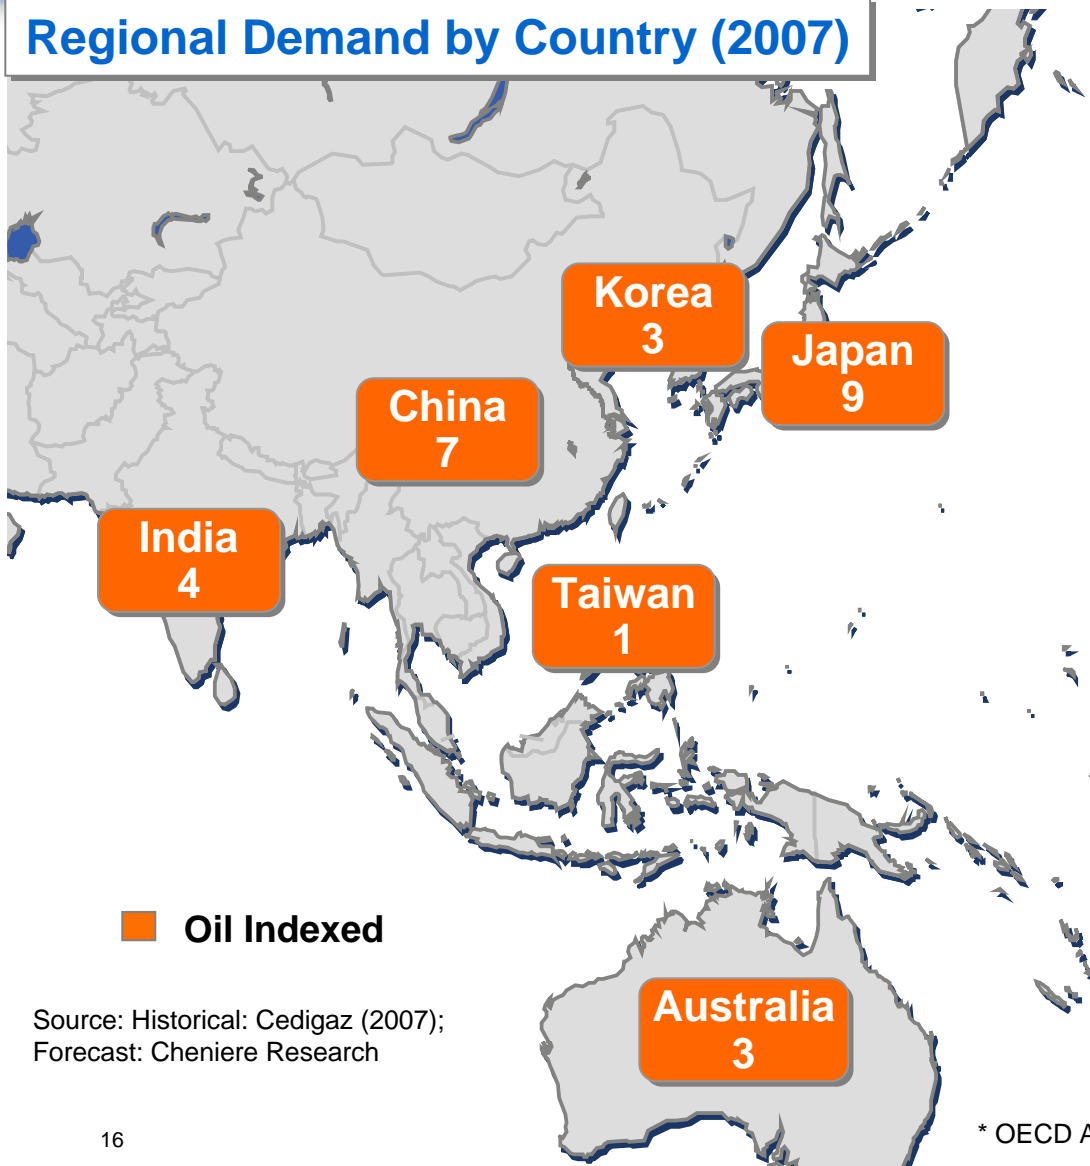 Regional Demand by Country (2007)
Korea
3
Japan
9
China
7
India
4
Taiwan
1
Oil Indexed
Australia
3
Source: Historical: Cedigaz (2007);
Forecast: Cheniere Research
16
* OECD A